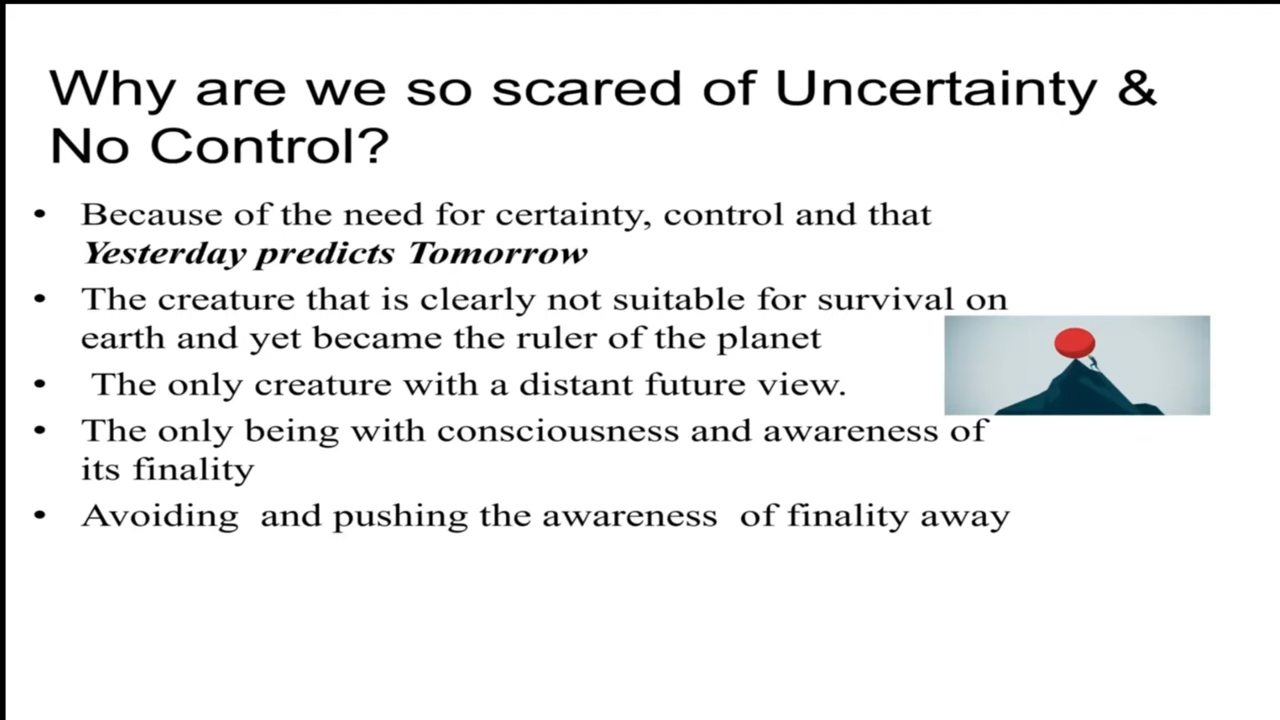 Why are we so scared of Uncertainty &
No Control?
• Because of the need for certainty, control and that
Yesterday predicts Tomorrow
• The creature that is clearly not suitable for survival on
earth and yet became the ruler of the planet
• The only creature with a distant future view.
• The only being with consciousness and awareness of
its finality
• Avoiding and pushing the awareness of finality away